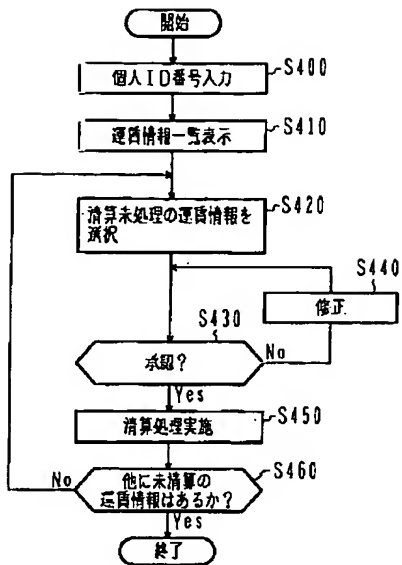 開始
個人ID番号入力
S400
運賃情報一覧表示
S410
清算未処理の運賃情報を
選択
S420
S440
修正
S430
承認?
No
Yes
清算処理実施
S450
他に未清算の
運賃情報はあるか?
S460
No
Yes
終了